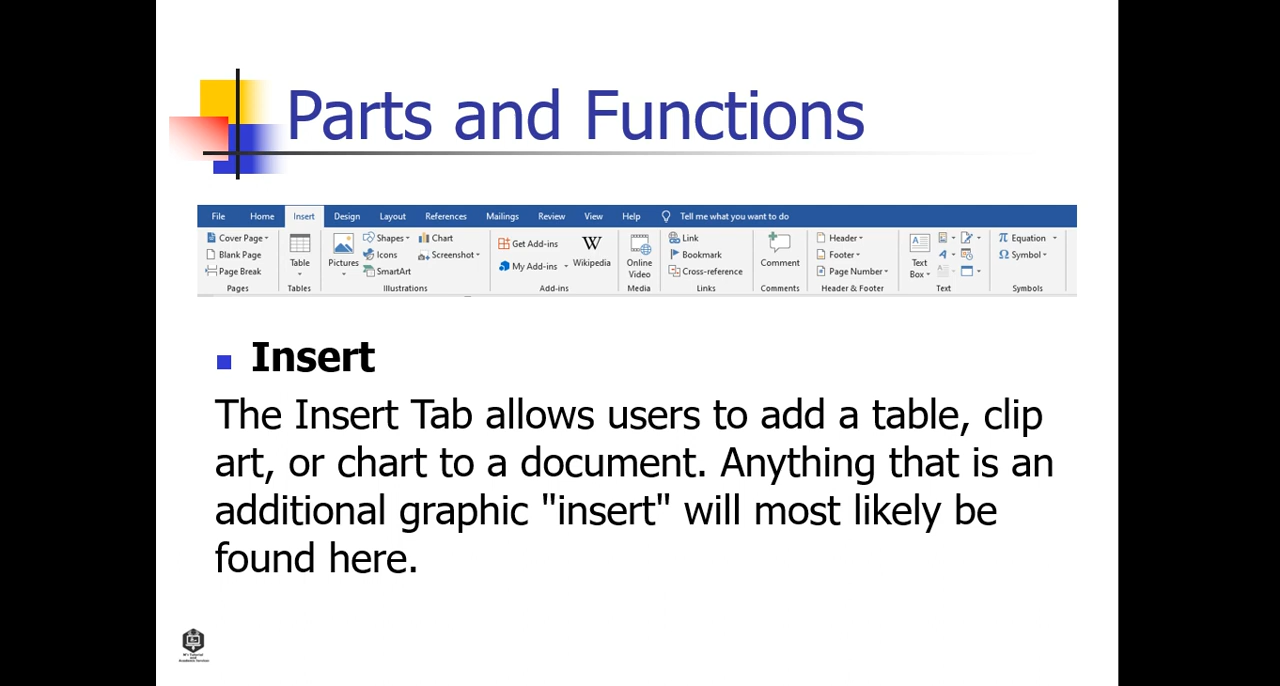 Parts and Functions
File Home Insert Design Layout References Mailings Review View Help Tell me what you want to do
Cover Page
Blank Page
Page Break
Pages
Table
Tables
Pictures
Shapes
Icons
SmartArt
Chart
Screenshot
Illustrations
Get Add-ins
My Add-ins
W
Wikipedia
Add-ins
Online
Video
Media
Link
Bookmark
Cross-reference
Links
Comment
Comments
Header
Footer
Page Number
Header & Footer
Text
Box
Text
π Equation
Ω Symbol
Symbols
Insert
The Insert Tab allows users to add a table, clip
art, or chart to a document. Anything that is an
additional graphic "insert" will most likely be
found here.